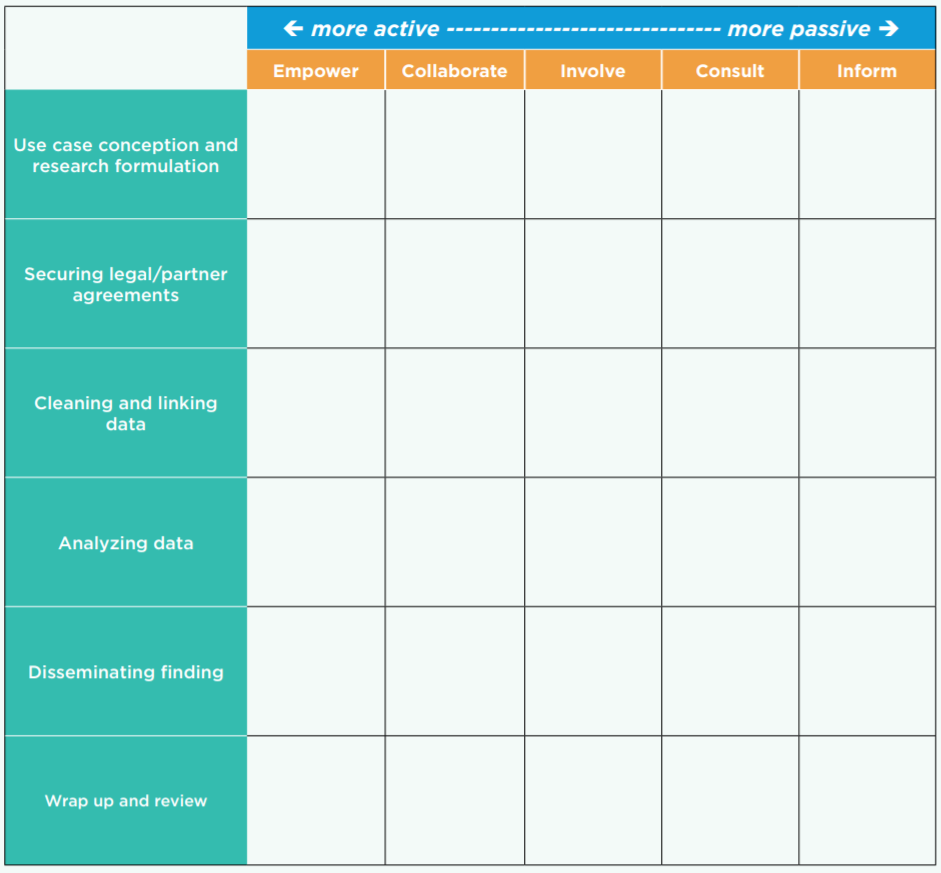 ← more active ------------------------------ more passive →
Empower Collaborate Involve Consult Inform
Use case conception and
research formulation
Securing legal/partner
agreements
Cleaning and linking
data
Analyzing data
Disseminating finding
Wrap up and review